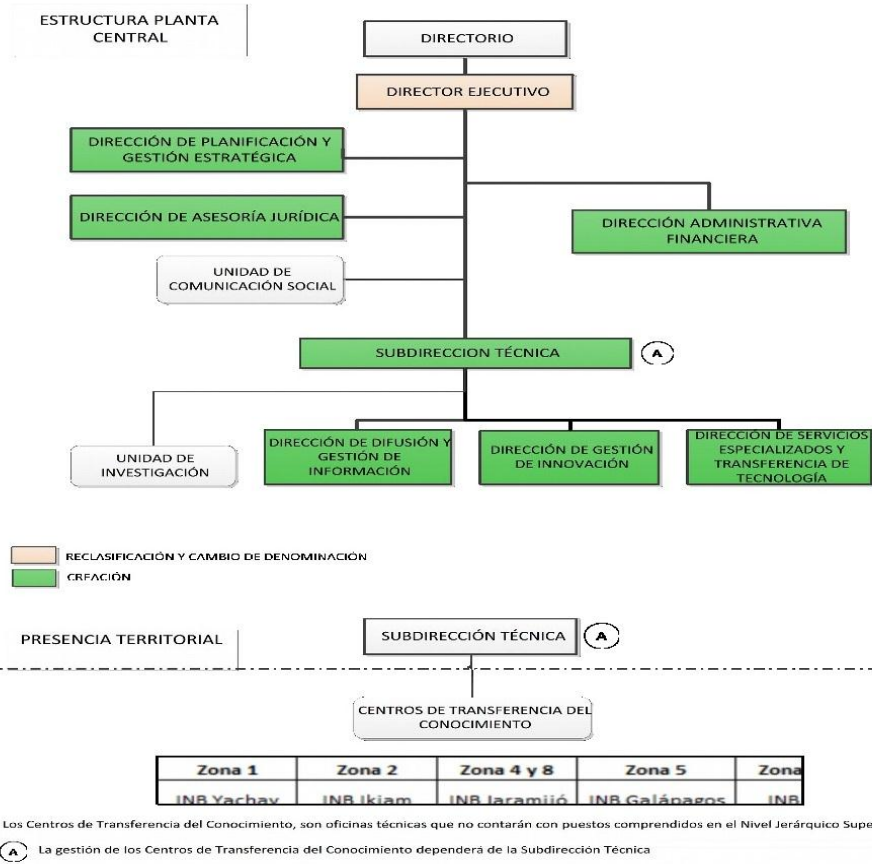 ESTRUCTURA PLANTA
CENTRAL
DIRECTORIO
DIRECTOR EJECUTIVO
DIRECCIÓN DE PLANIFICACIÓN Y
GESTIÓN ESTRATÉGICA
DIRECCIÓN DE ASESORÍA JURÍDICA
DIRECCIÓN ADMINISTRATIVA
FINANCIERA
UNIDAD DE
COMUNICACIÓN SOCIAL
SUBDIRECCION TÉCNICA
A
UNIDAD DE
INVESTIGACIÓN
DIRECCIÓN DE DIFUSIÓN Y
GESTIÓN DE
INFORMACIÓN
DIRECCIÓN DE GESTIÓN
DE INNOVACIÓN
DIRECCIÓN DE SERVICIOS
ESPECIALIZADOS Y
TRANSFERENCIA DE
TECNOLOGÍA
RECLASIFICACIÓN Y CAMBIO DE DENOMINACIÓN
CREACIÓN
PRESENCIA TERRITORIAL
SUBDIRECCIÓN TÉCNICA
A
CENTROS DE TRANSFERENCIA DEL
CONOCIMIENTO
Zona 1 Zona 2 Zona 4 y 8 Zona 5 Zona
INB Yachay INB Ikiam INB Jaramijó INB Galápagos INB
Los Centros de Transferencia del Conocimiento, son oficinas técnicas que no contarán con puestos comprendidos en el Nivel Jerárquico Supe
A La gestión de los Centros de Transferencia del Conocimiento dependerá de la Subdirección Técnica